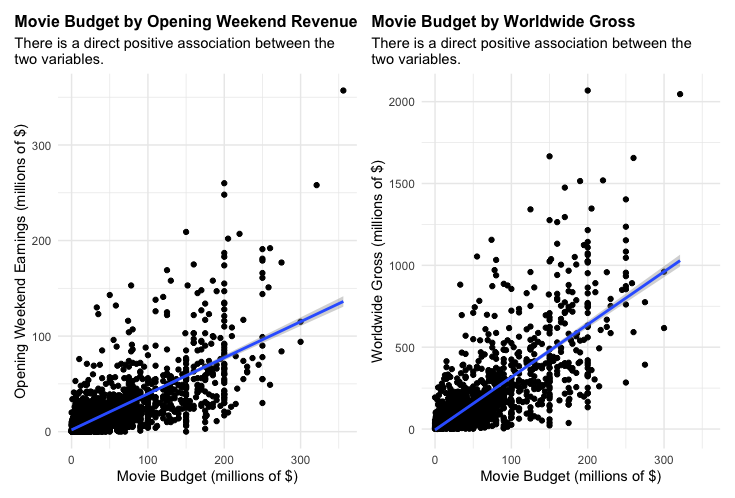 Movie Budget by Opening Weekend Revenue
There is a direct positive association between the
two variables.
Opening Weekend Earnings (millions of $)
300
200
100
0
0 100 200 300
Movie Budget (millions of $)
Movie Budget by Worldwide Gross
There is a direct positive association between the
two variables.
Worldwide Gross (millions of $)
2000
1500
1000
500
0
0 100 200 300
Movie Budget (millions of $)